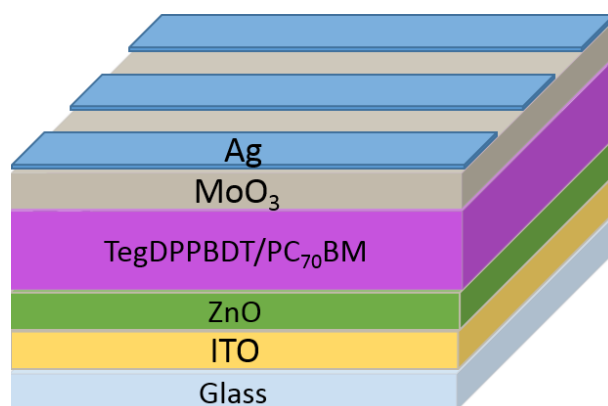 Ag
MoO₃
TegDPPBDT/PC₇₀BM
ZnO
ITO
Glass